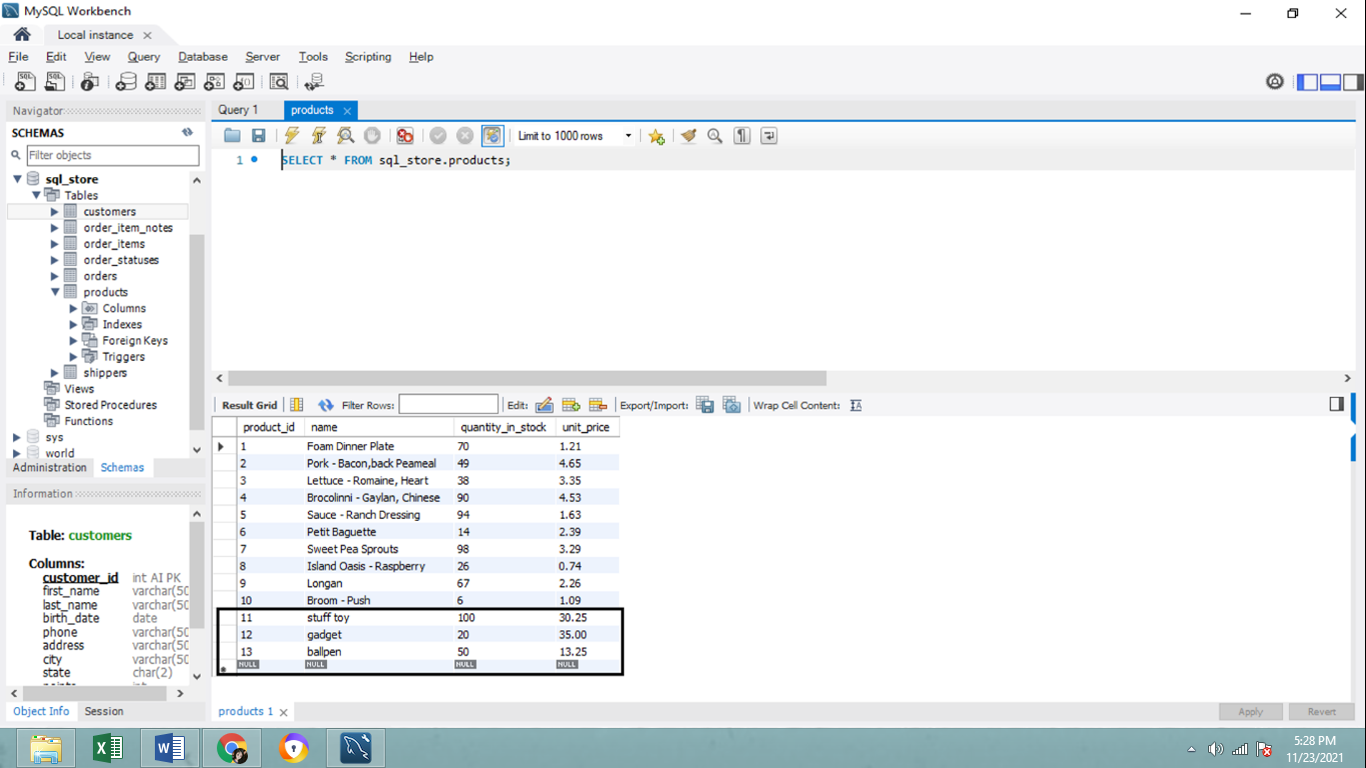 MySQL Workbench
Local instance
File Edit View Query Database Server Tools Scripting Help
Navigator
SCHEMAS
Filter objects
sql_store
Tables
customers
order_item_notes
order_items
order_statuses
orders
products
Columns
Indexes
Foreign Keys
Triggers
shippers
Views
Stored Procedures
Functions
sys
world
Administration Schemas
Information
Table: customers
Columns:
customer_id int AI PK
first_name varchar(50
last_name varchar(50
birth_date date
phone varchar(50
address varchar(50
city varchar(50
state char(2)
Object Info Session
Query 1 products
Limit to 1000 rows
1 SELECT * FROM sql_store.products;
Result Grid Filter Rows: Edit: Export/Import: Wrap Cell Content:
product_id name quantity_in_stock unit_price
1 Foam Dinner Plate 70 1.21
2 Pork - Bacon,back Peameal 49 4.65
3 Lettuce - Romaine, Heart 38 3.35
4 Brocolinni - Gaylan, Chinese 90 4.53
5 Sauce - Ranch Dressing 94 1.63
6 Petit Baguette 14 2.39
7 Sweet Pea Sprouts 98 3.29
8 Island Oasis - Raspberry 26 0.74
9 Longan 67 2.26
10 Broom - Push 6 1.09
11 stuff toy 100 30.25
12 gadget 20 35.00
13 ballpen 50 13.25
NULL NULL NULL NULL
products 1
Apply Revert
5:28 PM
11/23/2021